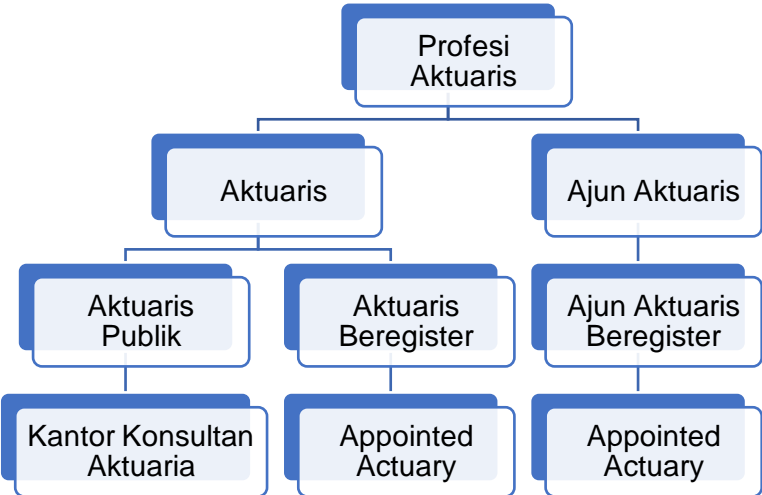 Profesi
Aktuaris
Aktuaris
Ajun Aktuaris
Aktuaris
Publik
Aktuaris
Beregister
Ajun Aktuaris
Beregister
Kantor Konsultan
Aktuaria
Appointed
Actuary
Appointed
Actuary